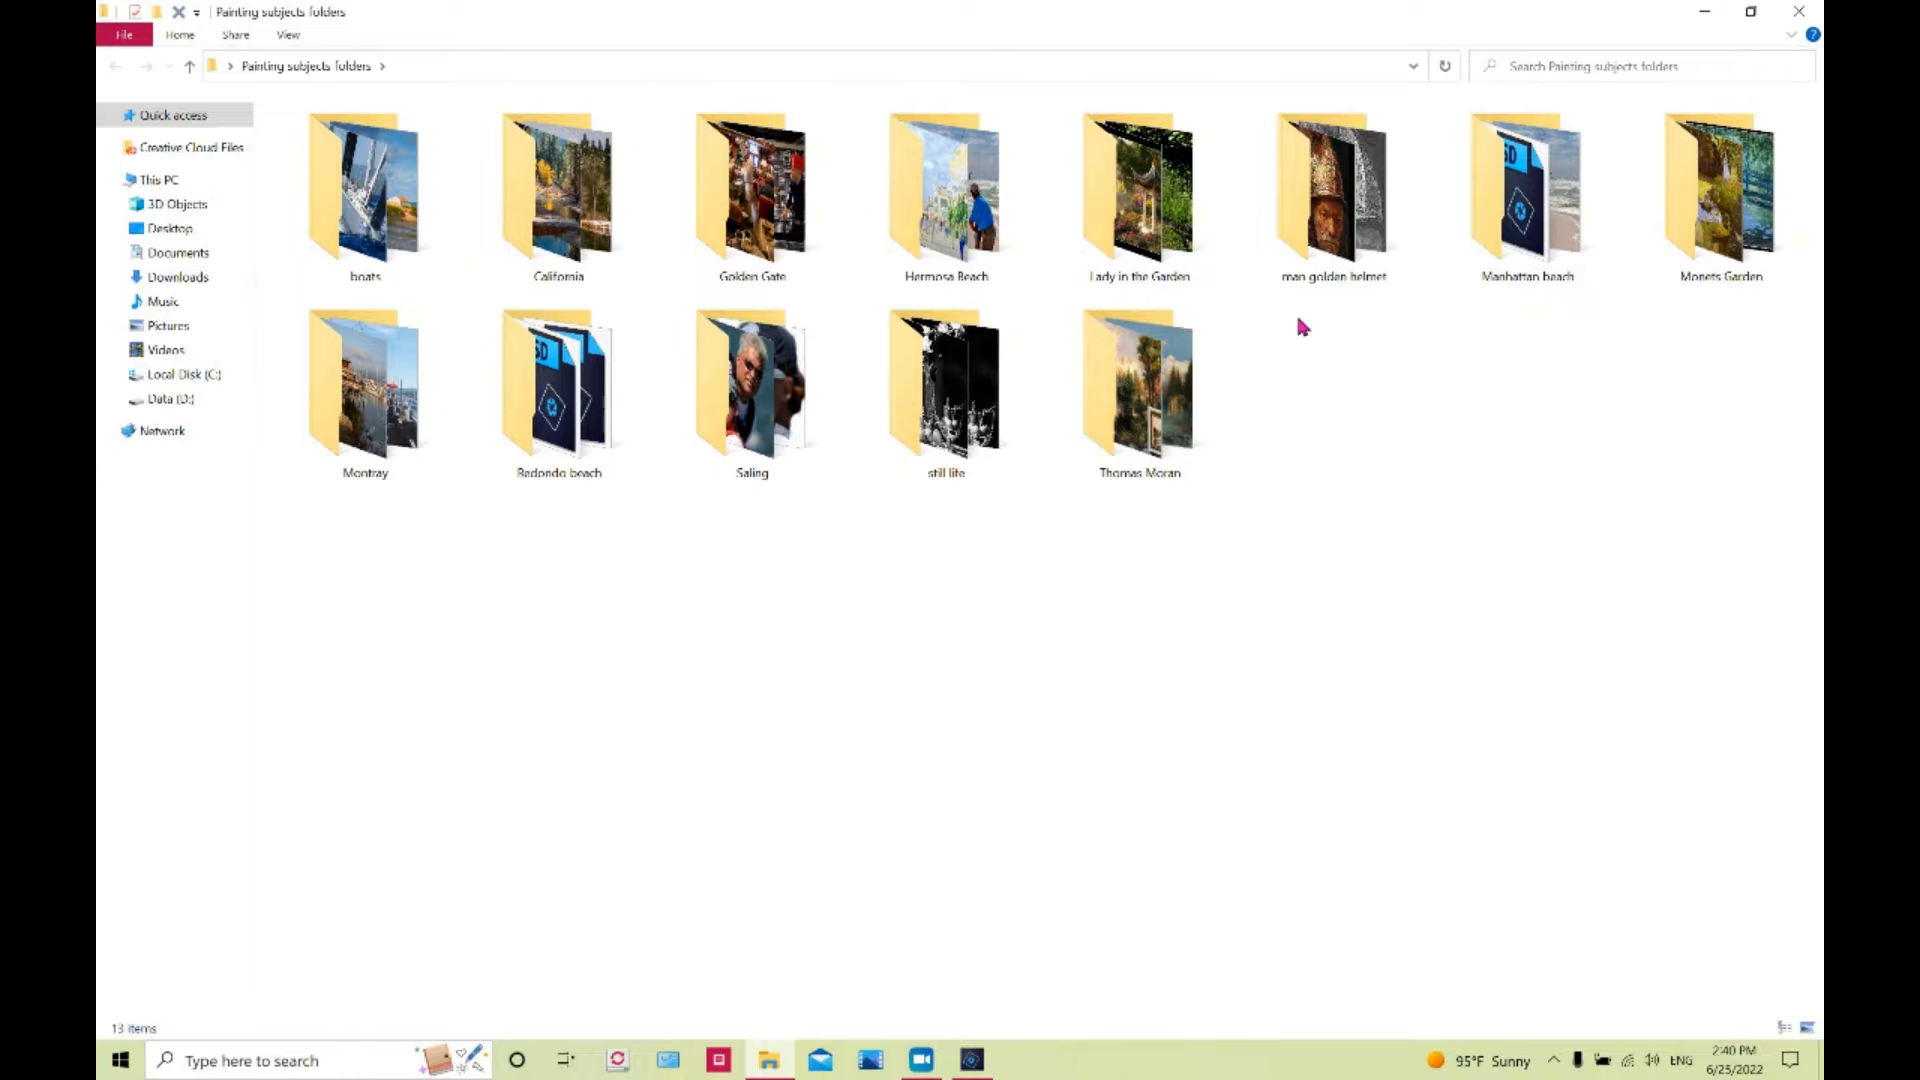 Painting subjects folders
File Home Share View
Painting subjects folders
Search Painting subjects folders
Quick access
Creative Cloud Files
This PC
3D Objects
Desktop
Documents
Downloads
Music
Pictures
Videos
Local Disk (C:)
Data (D:)
Network
boats California Golden Gate Hermosa Beach Lady in the Garden man golden helmet Manhattan beach Monets Garden
Montray Redondo beach Saling still life Thomas Moran
13 items
Type here to search
95°F Sunny
ENG
2:40 PM
6/25/2022